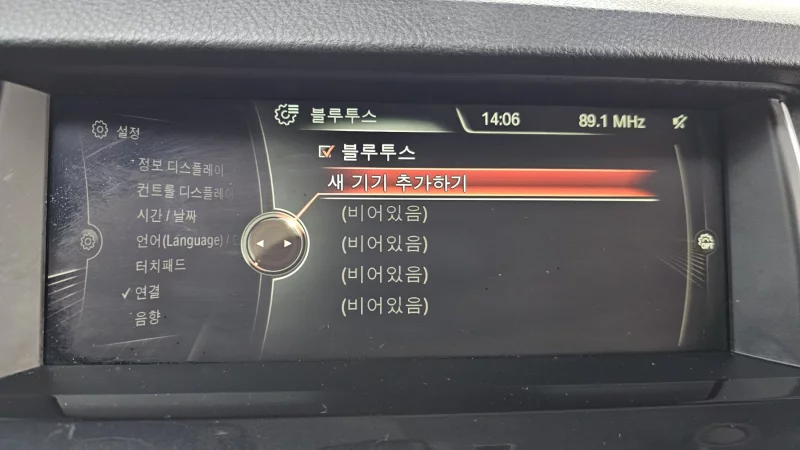 설정
정보 디스플레이
컨트롤 디스플레이
시간 / 날짜
언어(Language) /
터치패드
✓ 연결
음향
블루투스
14:06
89.1 MHz
블루투스
새 기기 추가하기
(비어있음)
(비어있음)
(비어있음)
(비어있음)